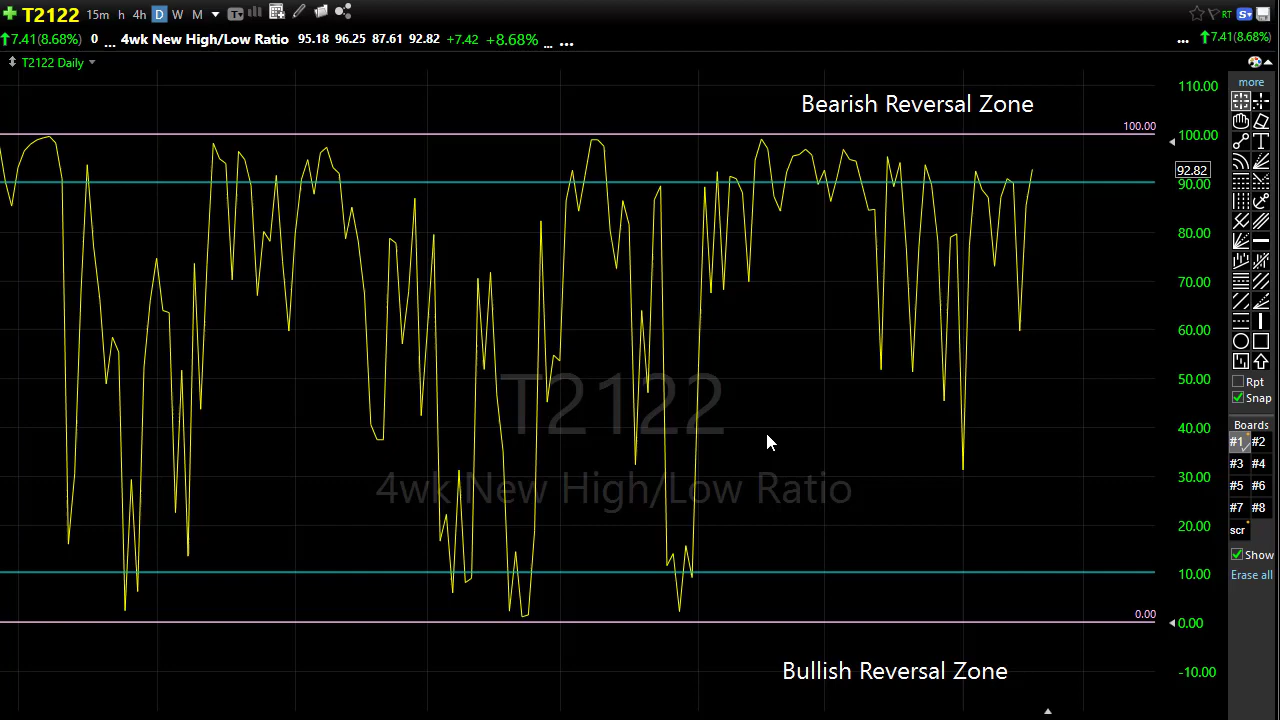 T2122 15m h 4h D W M T RT S
7.41(8.68%) 0 ... 4wk New High/Low Ratio 95.18 96.25 87.61 92.82 +7.42 +8.68% ... ... ... 7.41(8.68%)
T2122 Daily
more
110.00
Bearish Reversal Zone
100.00
100.00
92.82
90.00
80.00
70.00
60.00
50.00
40.00
30.00
20.00
10.00
0.00
0.00
-10.00
T2122
4wk New High/Low Ratio
Bullish Reversal Zone
T
Rpt
Snap
Boards
#1 #2
#3 #4
#5 #6
#7 #8
scr
Show
Erase all